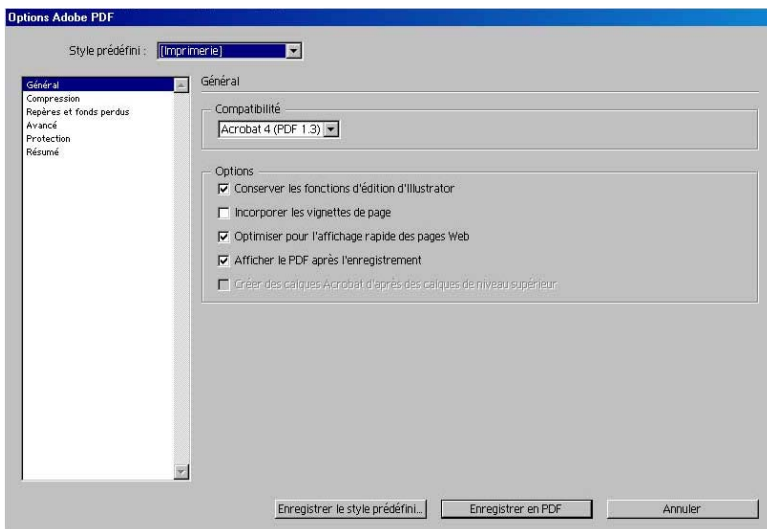 Options Adobe PDF
Style prédéfini : [Imprimerie]
Général
Compression
Repères et fonds perdus
Avancé
Protection
Résumé
Général
Compatibilité
Acrobat 4 (PDF 1.3)
Options
Conserver les fonctions d'édition d'Illustrator
Incorporer les vignettes de page
Optimiser pour l'affichage rapide des pages Web
Afficher le PDF après l'enregistrement
Créer des calques Acrobat d'après des calques de niveau supérieur
Enregistrer le style prédéfini... Enregistrer en PDF Annuler